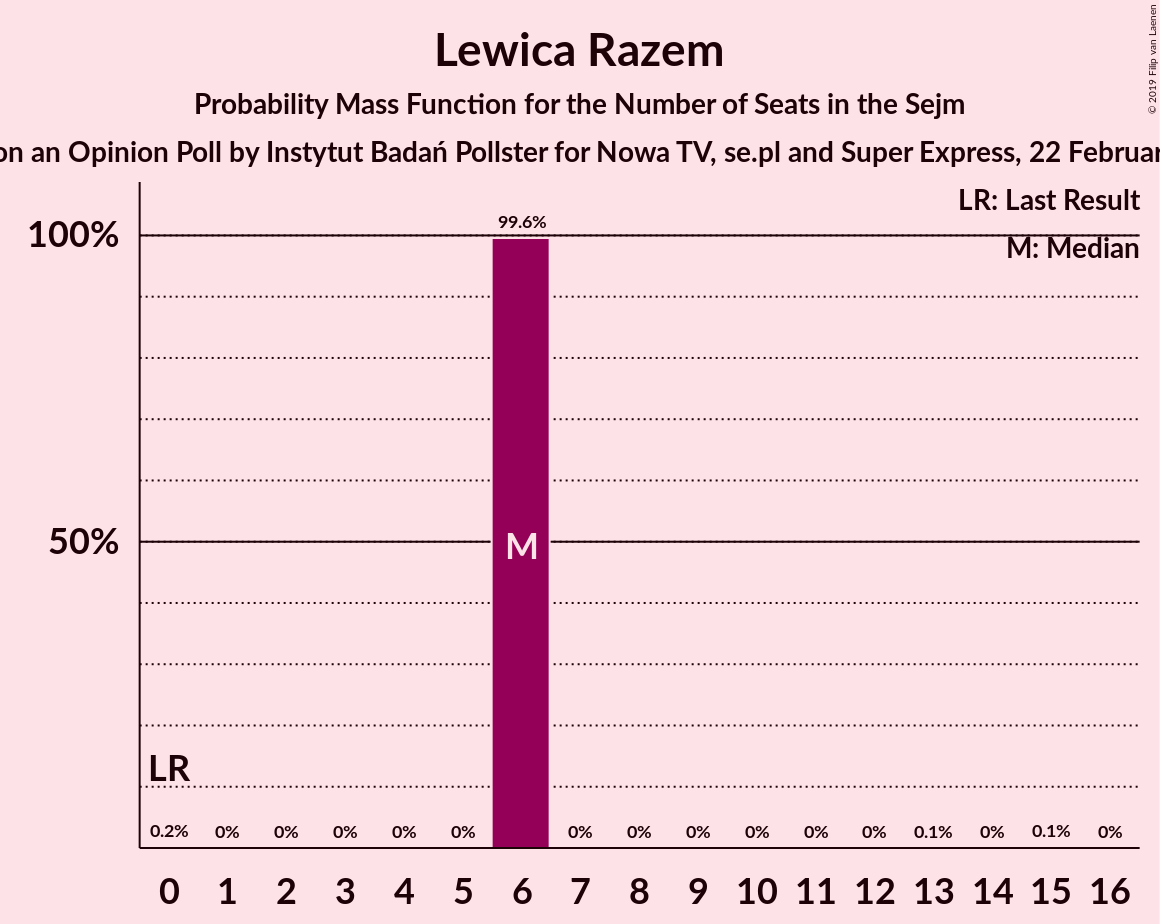 Lewica Razem
Probability Mass Function for the Number of Seats in the Sejm
on an Opinion Poll by Instytut Badań Pollster for Nowa TV, se.pl and Super Express, 22 Februar
© 2019 Filip van Laenen
LR: Last Result
M: Median
99.6%
100%
50%
M
LR
0.2% 0% 0% 0% 0% 0% 0% 0% 0% 0% 0% 0% 0.1% 0% 0.1% 0%
0 1 2 3 4 5 6 7 8 9 10 11 12 13 14 15 16